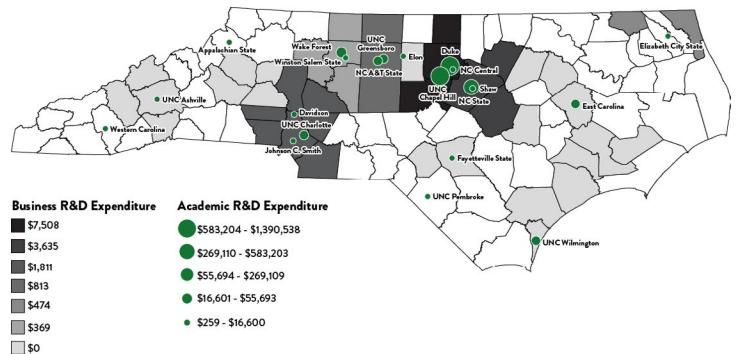 Appalachian State
Wake Forest
Winston Salem State
UNC
Greensboro
NC A&T State
Elon
Duke
NC Central
UNC
Chapel Hill
Shaw
NC State
Elizabeth City State
UNC Ashville
Western Carolina
Davidson
UNC Charlotte
Johnson C. Smith
East Carolina
Fayetteville State
UNC Pembroke
UNC Wilmington
Business R&D Expenditure
$7,508
$3,635
$1,811
$813
$474
$369
$0
Academic R&D Expenditure
$583,204 - $1,390,538
$269,110 - $583,203
$55,694 - $269,109
$16,601 - $55,693
$259 - $16,600